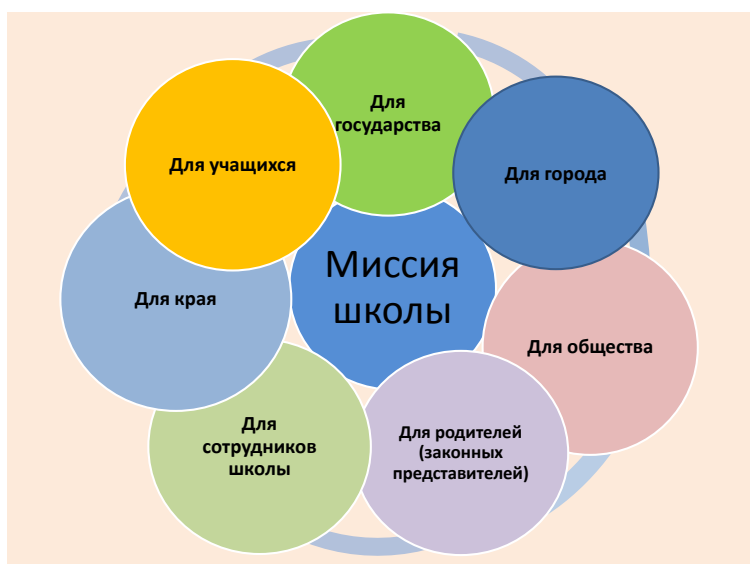 Для
государства
Для учащихся
Для города
Миссия
школы
Для края
Для общества
Для
сотрудников
школы
Для родителей
(законных
представителей)